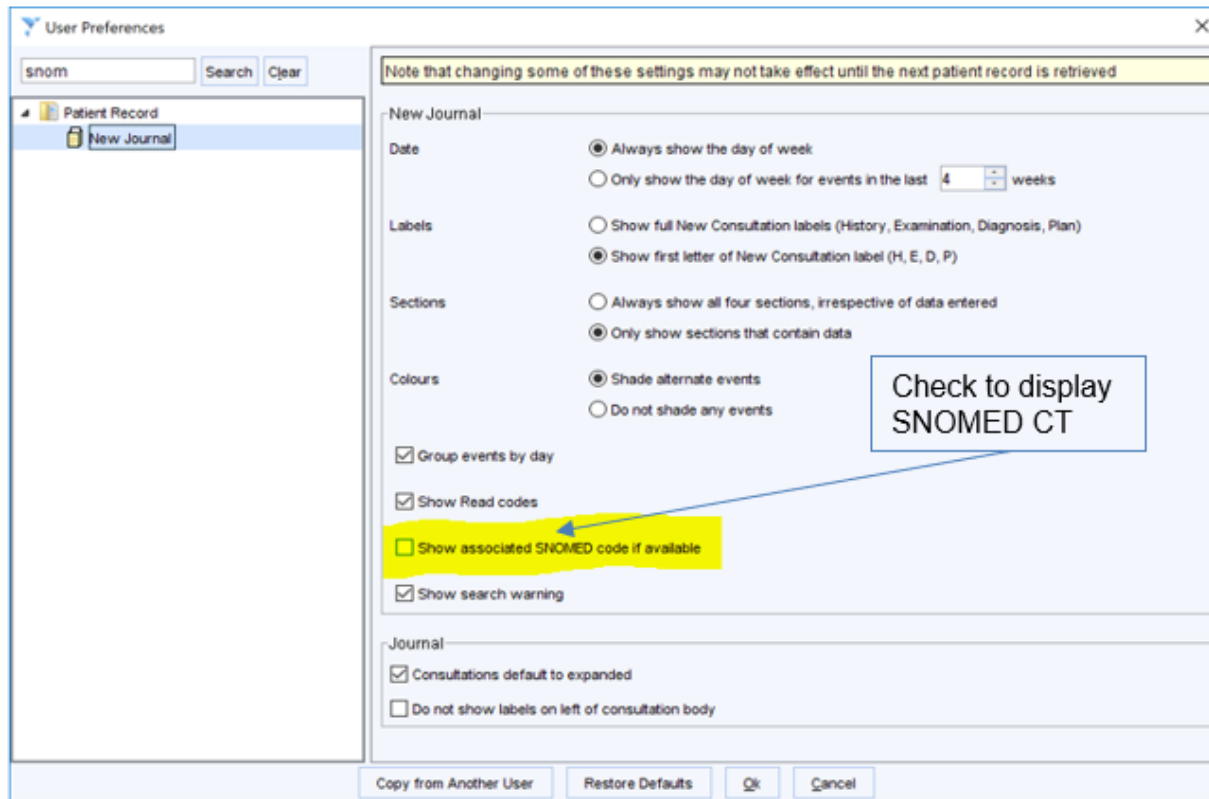 User Preferences
snom
Search
Clear
Patient Record
New Journal
Note that changing some of these settings may not take effect until the next patient record is retrieved
New Journal
Date
Always show the day of week
Only show the day of week for events in the last 4 weeks
Labels
Show full New Consultation labels (History, Examination, Diagnosis, Plan)
Show first letter of New Consultation label (H, E, D, P)
Sections
Always show all four sections, irrespective of data entered
Only show sections that contain data
Colours
Shade alternate events
Do not shade any events
Check to display
SNOMED CT
Group events by day
Show Read codes
Show associated SNOMED code if available
Show search warning
Journal
Consultations default to expanded
Do not show labels on left of consultation body
Copy from Another User
Restore Defaults
Ok
Cancel